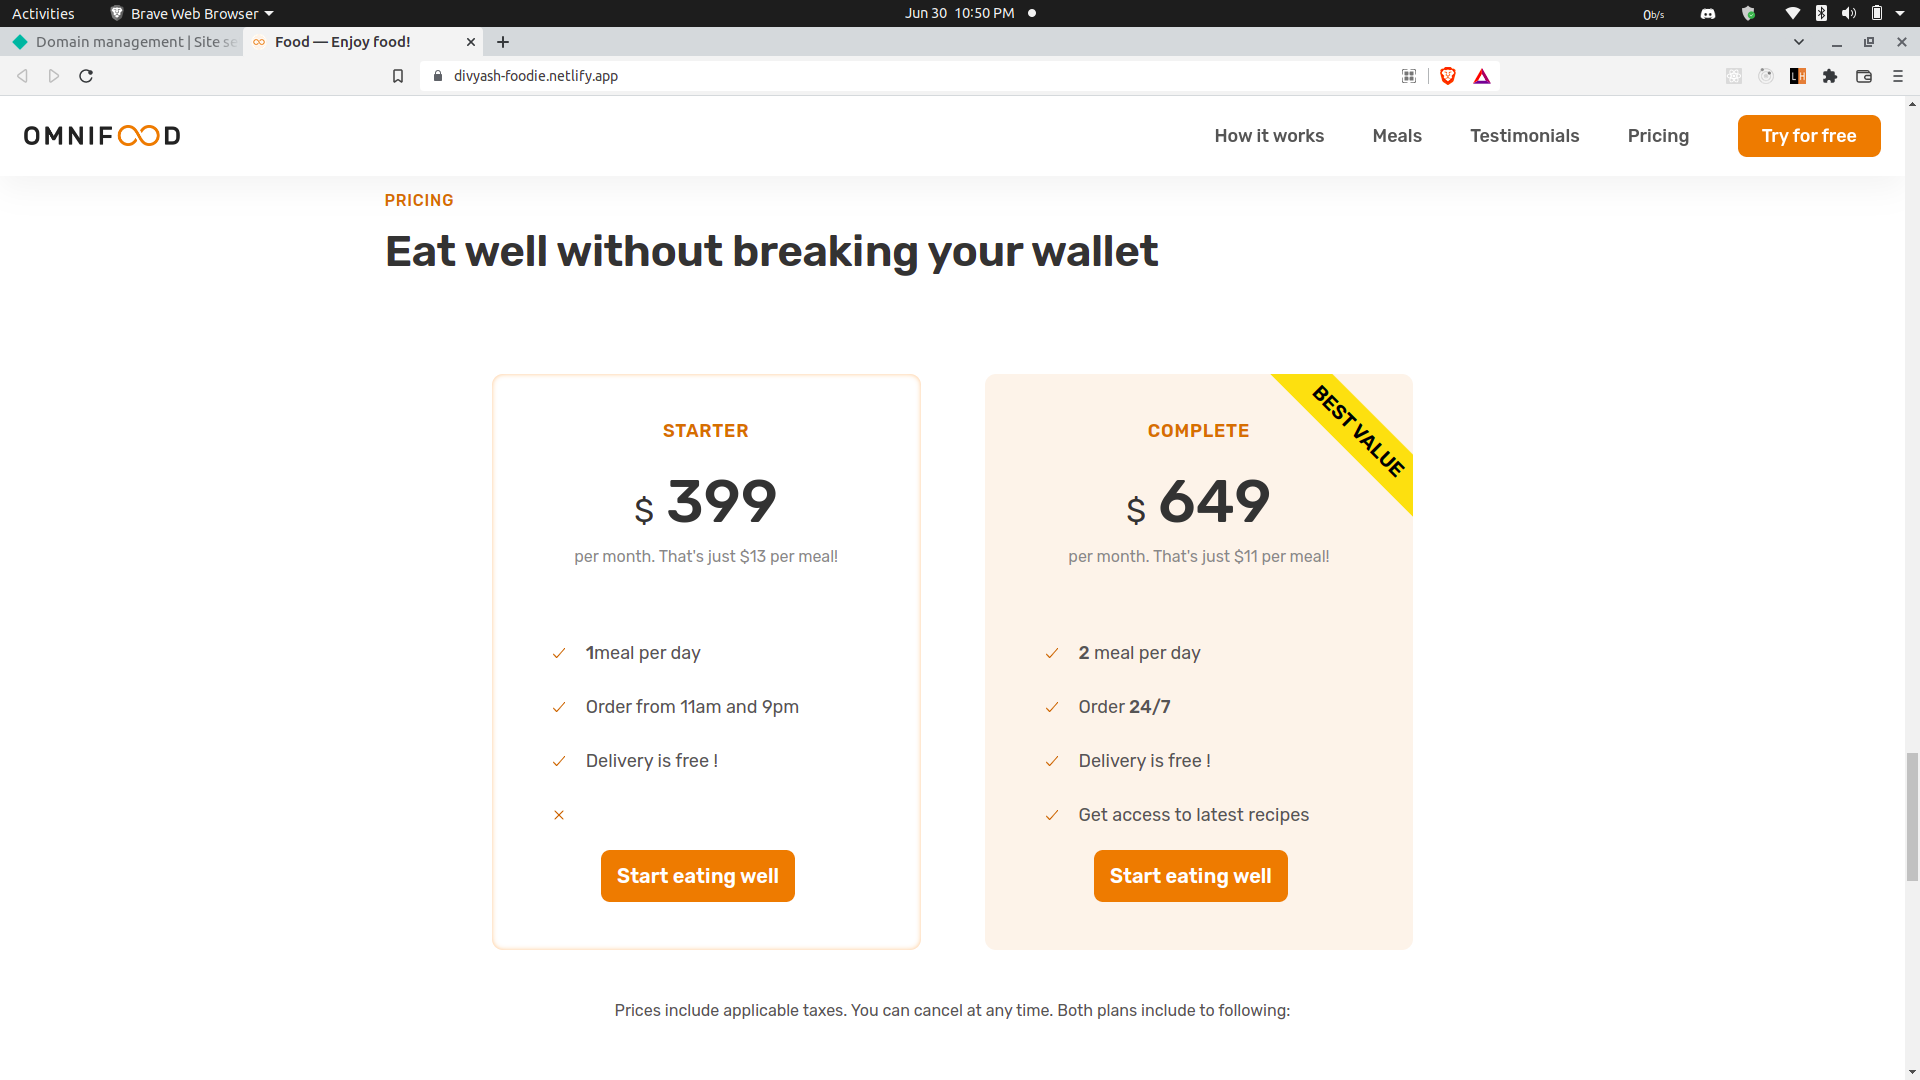 Activities Brave Web Browser Jun 30 10:50 PM 0b/s
Domain management | Site se Food — Enjoy food!
divyash-foodie.netlify.app
OMNIFOOD How it works Meals Testimonials Pricing Try for free
PRICING
Eat well without breaking your wallet
STARTER
$ 399
per month. That's just $13 per meal!
1meal per day
Order from 11am and 9pm
Delivery is free !
Start eating well
BEST VALUE
COMPLETE
$ 649
per month. That's just $11 per meal!
2 meal per day
Order 24/7
Delivery is free !
Get access to latest recipes
Start eating well
Prices include applicable taxes. You can cancel at any time. Both plans include to following: